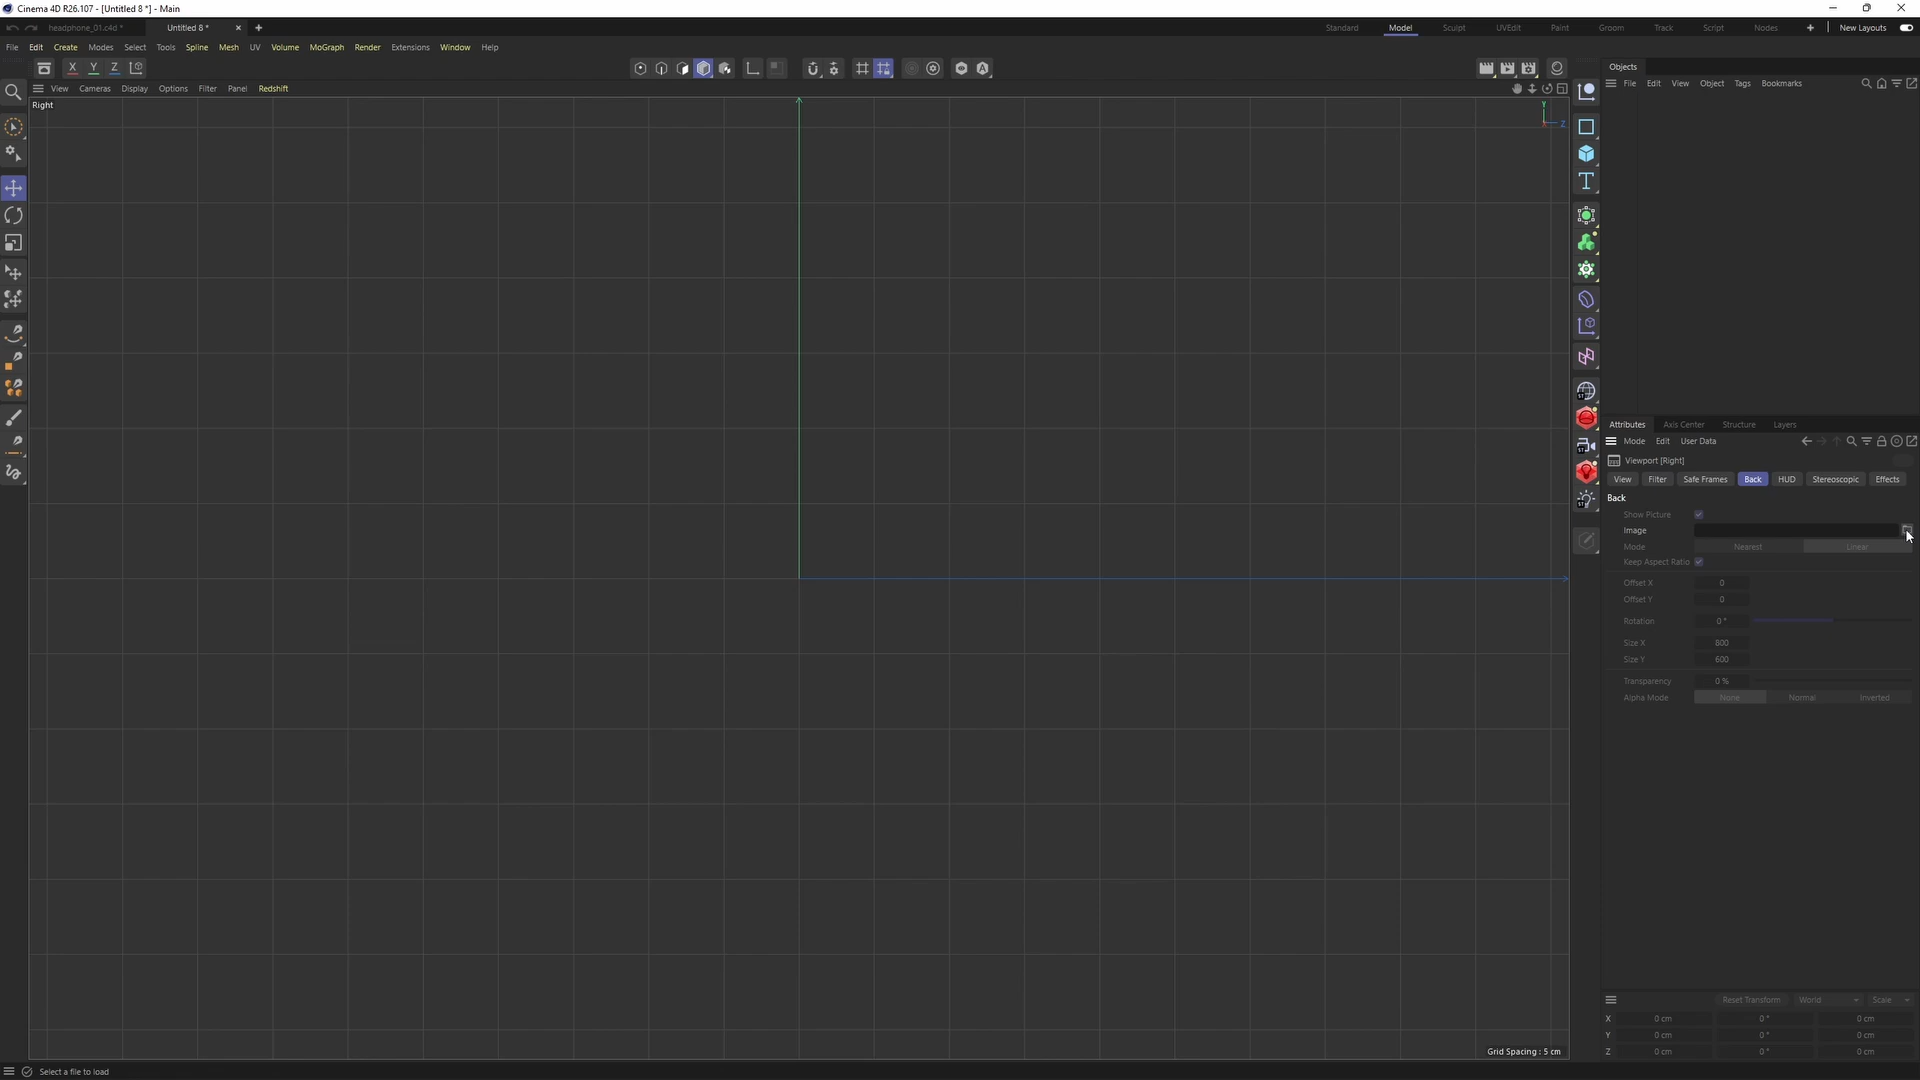 Cinema 4D R26.107 - [Untitled 8 *] - Main
headphone_01.c4d *
Untitled 8 *
Standard Model Sculpt UVEdit Paint Groom Track Script Nodes New Layouts
File Edit Create Modes Select Tools Spline Mesh UV Volume MoGraph Render Extensions Window Help
X Y Z
Objects
View Cameras Display Options Filter Panel Redshift
File Edit View Object Tags Bookmarks
Right
Y
Z
Attributes Axis Center Structure Layers
Mode Edit User Data
Viewport [Right]
View Filter Safe Frames Back HUD Stereoscopic Effects
Back
Show Picture
Image
Mode Nearest Linear
Keep Aspect Ratio
Offset X 0
Offset Y 0
Rotation 0 °
Size X 800
Size Y 600
Transparency 0 %
Alpha Mode None Normal Inverted
Reset Transform World Scale
X 0 cm 0 ° 0 cm
Y 0 cm 0 ° 0 cm
Z 0 cm 0 ° 0 cm
Grid Spacing : 5 cm
Select a file to load